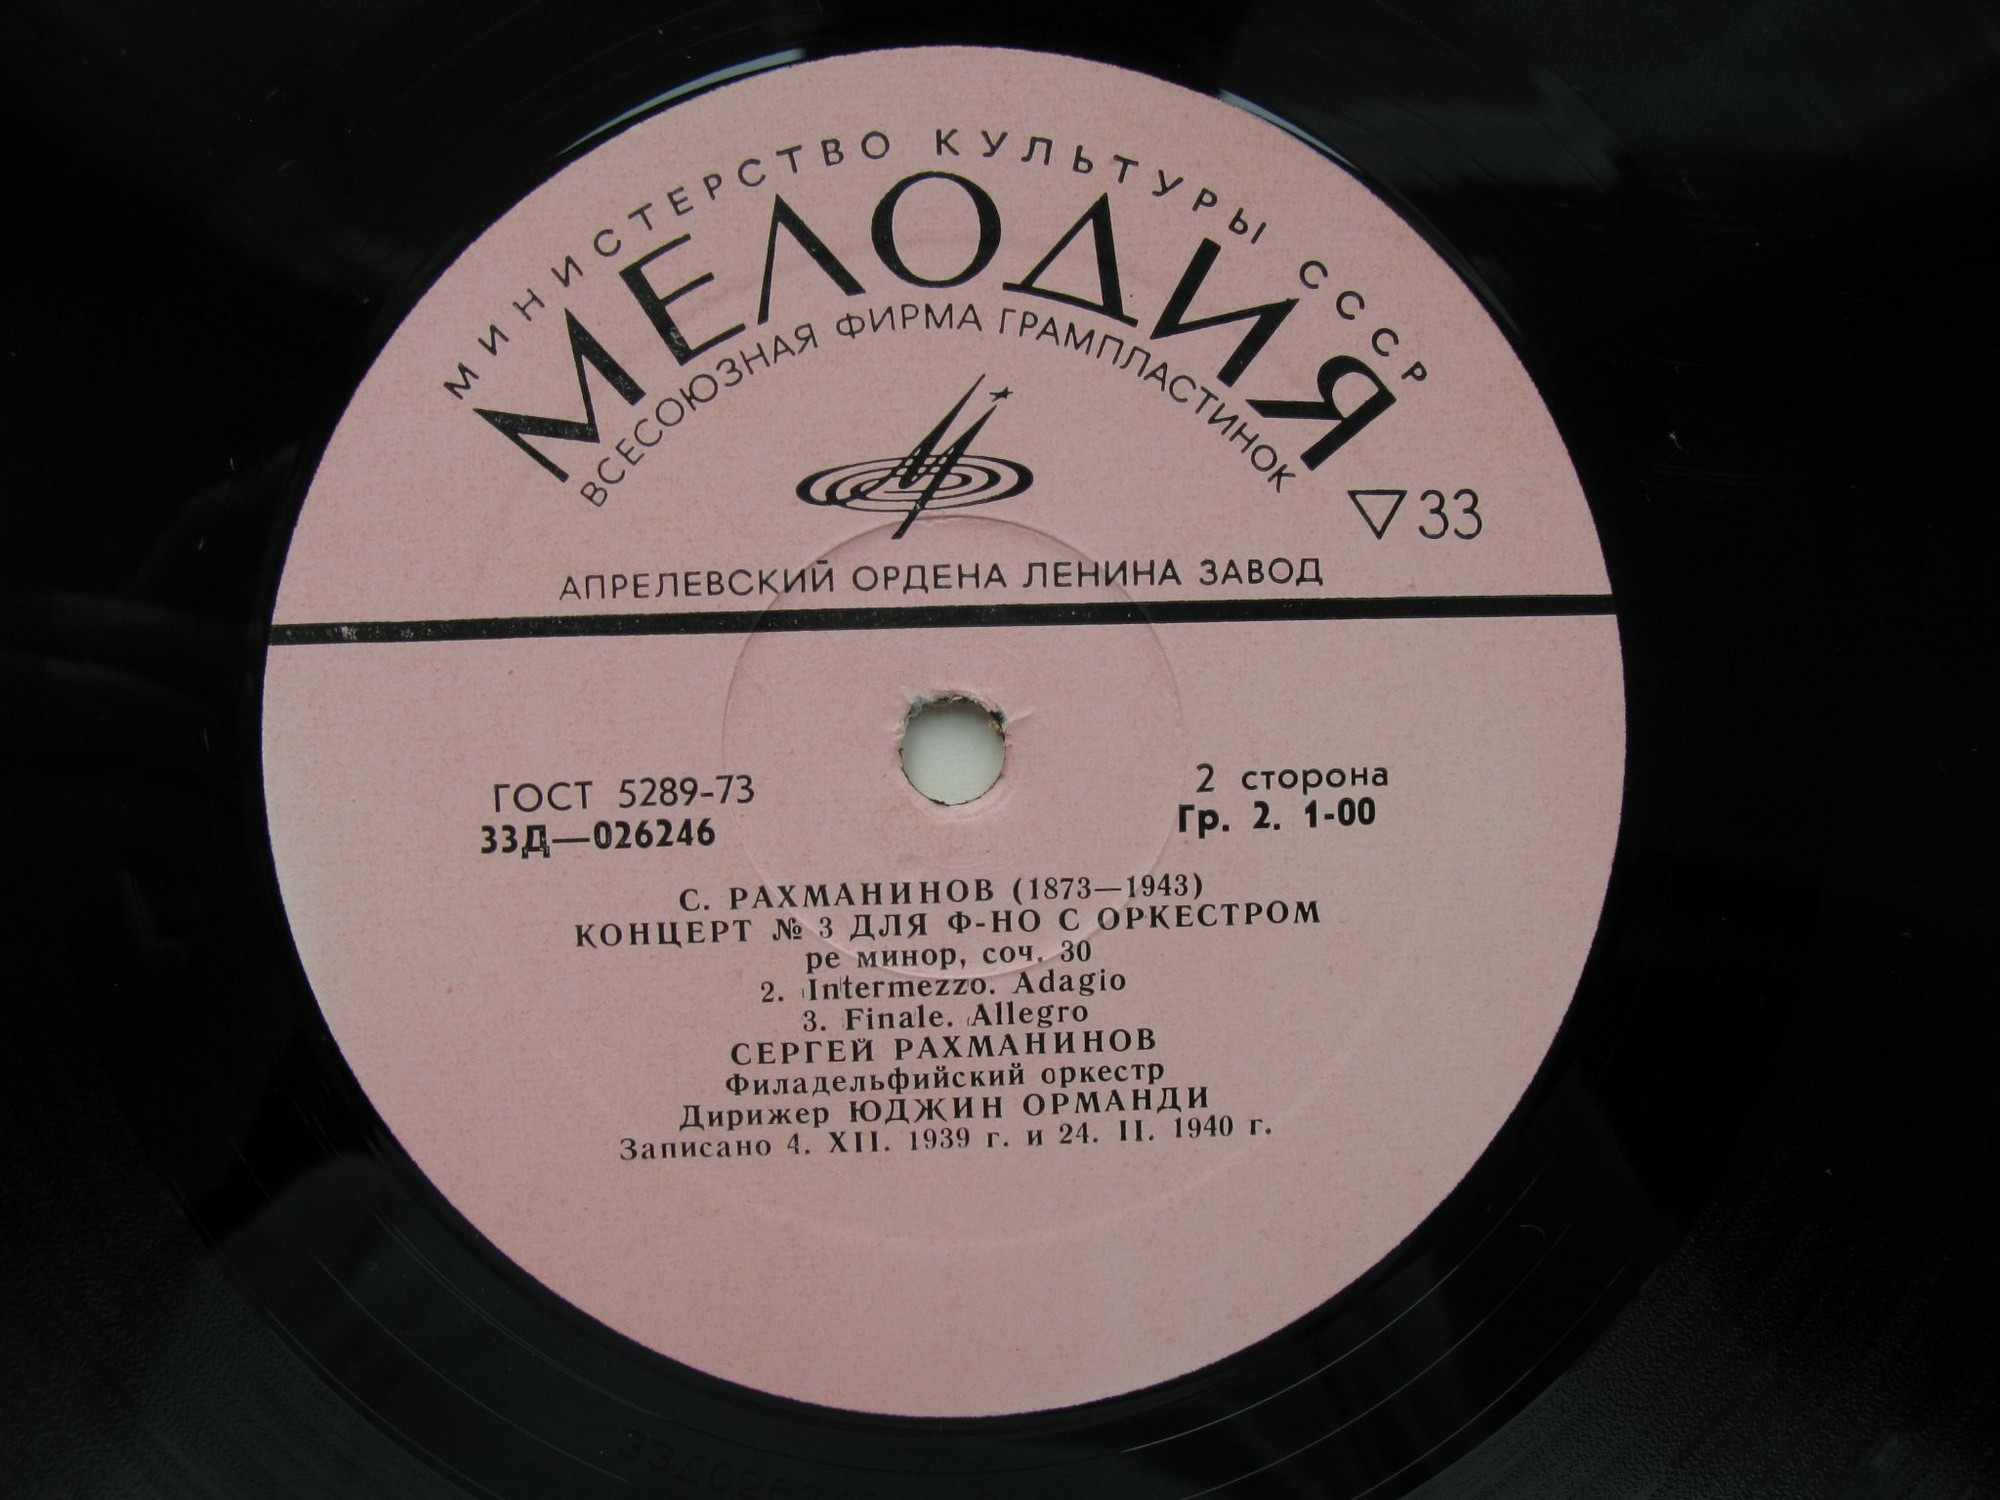 МИНИСТЕРСТВО КУЛЬТУРЫ СССР
МЕЛОДИЯ
ВСЕСОЮЗНАЯ ФИРМА ГРАМПЛАСТИНОК
▽33
АПРЕЛЕВСКИЙ ОРДЕНА ЛЕНИНА ЗАВОД
ГОСТ 5289-73
33Д—026246
2 сторона
Гр. 2. 1-00
С. РАХМАНИНОВ (1873—1943)
КОНЦЕРТ № 3 ДЛЯ Ф-НО С ОРКЕСТРОМ
ре минор, соч. 30
2. Intermezzo. Adagio
3. Finale. Allegro
СЕРГЕЙ РАХМАНИНОВ
Филадельфийский оркестр
Дирижер ЮДЖИН ОРМАНДИ
Записано 4. XII. 1939 г. и 24. II. 1940 г.